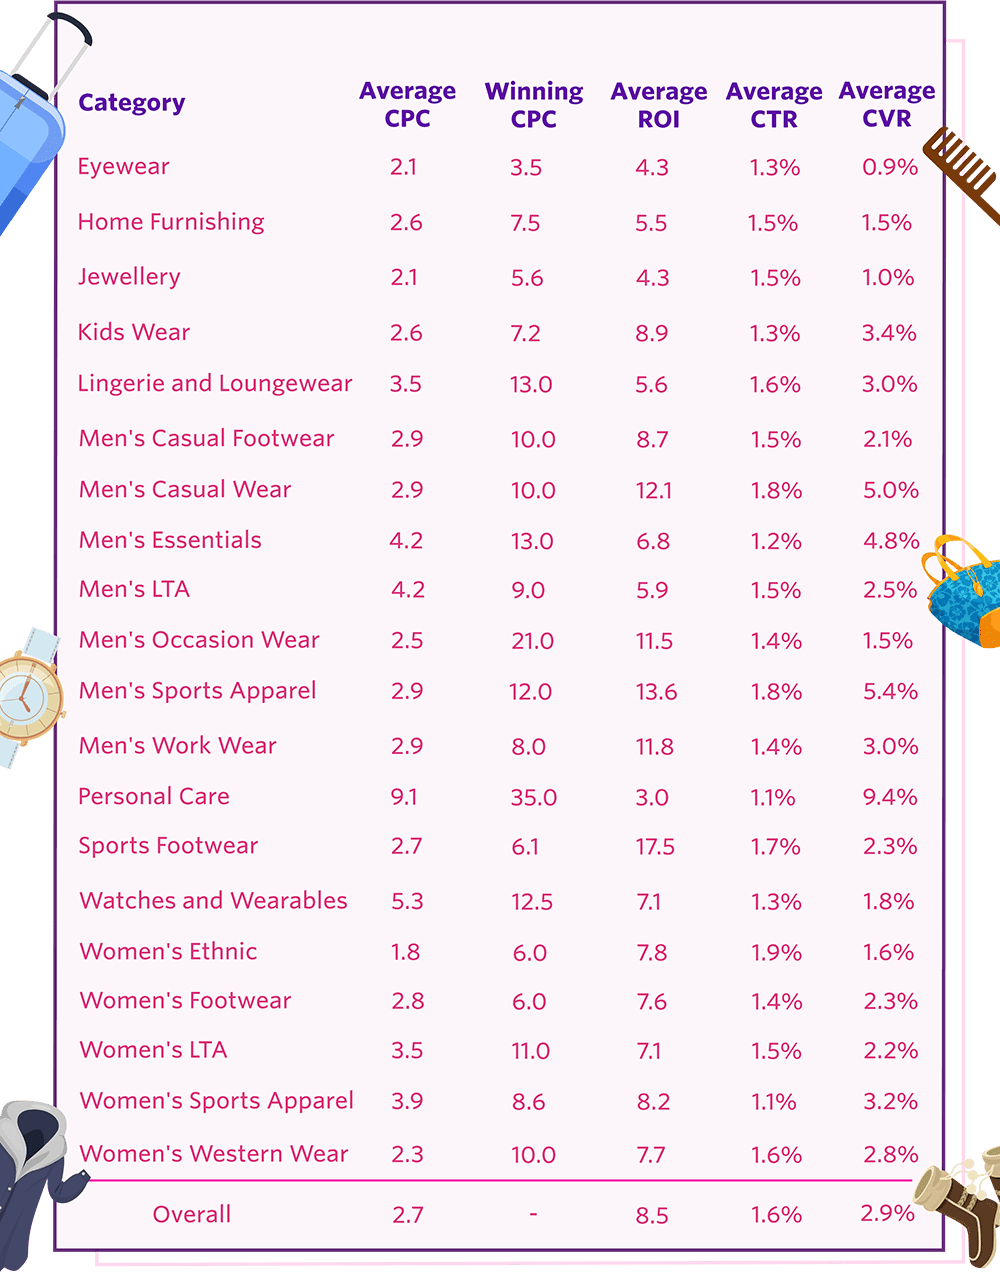 Category Average CPC Winning CPC Average ROI Average CTR Average CVR
Eyewear 2.1 3.5 4.3 1.3% 0.9%
Home Furnishing 2.6 7.5 5.5 1.5% 1.5%
Jewellery 2.1 5.6 4.3 1.5% 1.0%
Kids Wear 2.6 7.2 8.9 1.3% 3.4%
Lingerie and Loungewear 3.5 13.0 5.6 1.6% 3.0%
Men's Casual Footwear 2.9 10.0 8.7 1.5% 2.1%
Men's Casual Wear 2.9 10.0 12.1 1.8% 5.0%
Men's Essentials 4.2 13.0 6.8 1.2% 4.8%
Men's LTA 4.2 9.0 5.9 1.5% 2.5%
Men's Occasion Wear 2.5 21.0 11.5 1.4% 1.5%
Men's Sports Apparel 2.9 12.0 13.6 1.8% 5.4%
Men's Work Wear 2.9 8.0 11.8 1.4% 3.0%
Personal Care 9.1 35.0 3.0 1.1% 9.4%
Sports Footwear 2.7 6.1 17.5 1.7% 2.3%
Watches and Wearables 5.3 12.5 7.1 1.3% 1.8%
Women's Ethnic 1.8 6.0 7.8 1.9% 1.6%
Women's Footwear 2.8 6.0 7.6 1.4% 2.3%
Women's LTA 3.5 11.0 7.1 1.5% 2.2%
Women's Sports Apparel 3.9 8.6 8.2 1.1% 3.2%
Women's Western Wear 2.3 10.0 7.7 1.6% 2.8%
Overall 2.7 - 8.5 1.6% 2.9%